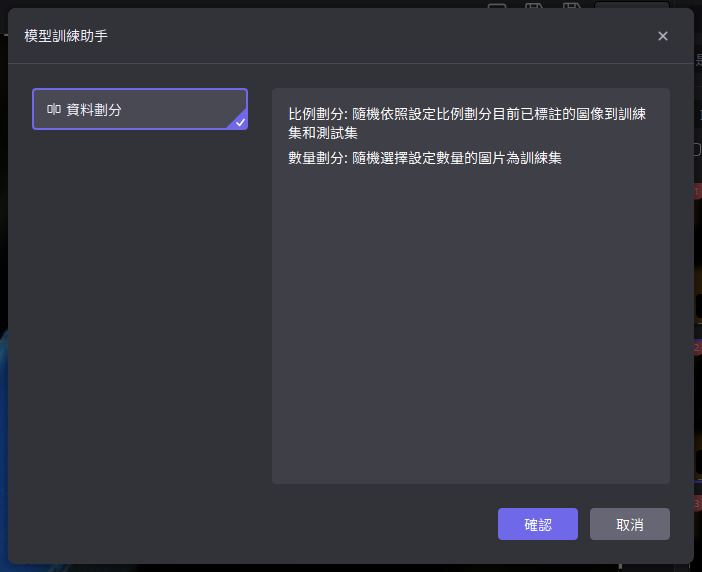 模型訓練助手
資料劃分
比例劃分: 隨機依照設定比例劃分目前已標註的圖像到訓練
集和測試集
數量劃分: 隨機選擇設定數量的圖片為訓練集
確認
取消
1
2
3